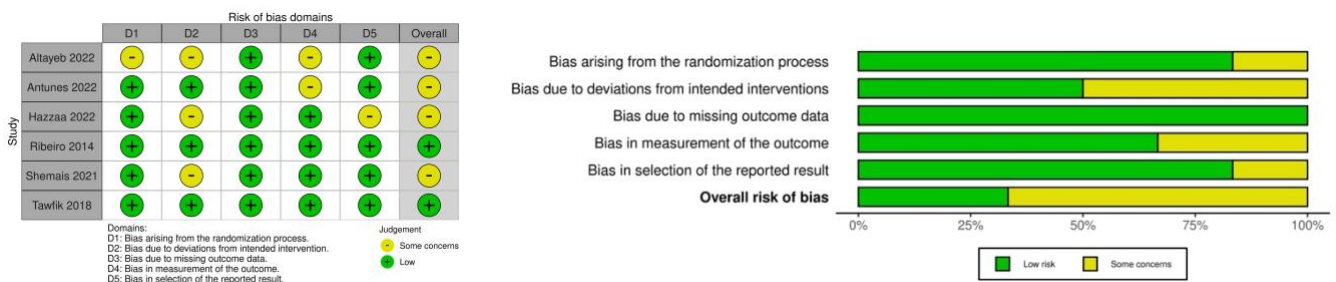 Risk of bias domains
D1 D2 D3 D4 D5 Overall
Study
Altayeb 2022 - - + - + -
Antunes 2022 + + + - + -
Hazzaa 2022 + - + + - -
Ribeiro 2014 + + + + + +
Shemais 2021 + - + + + -
Tawfik 2018 + + + + + +
Domains:
D1: Bias arising from the randomization process.
D2: Bias due to deviations from intended intervention.
D3: Bias due to missing outcome data.
D4: Bias in measurement of the outcome.
D5: Bias in selection of the reported result.
Judgement
- Some concerns
+ Low
Bias arising from the randomization process
Bias due to deviations from intended interventions
Bias due to missing outcome data
Bias in measurement of the outcome
Bias in selection of the reported result
Overall risk of bias
0% 25% 50% 75% 100%
Low risk Some concerns